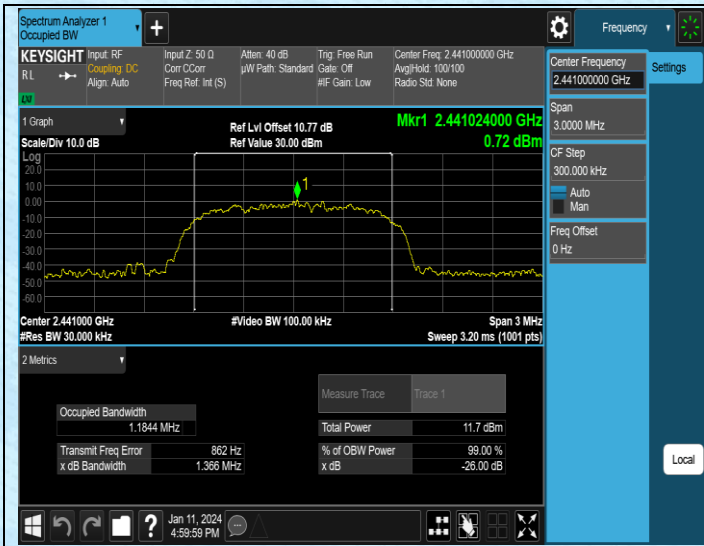 Spectrum Analyzer 1
Occupied BW
Frequency
KEYSIGHT
R L
LXI
Input: RF
Coupling: DC
Align: Auto
Input Z: 50 Ω
Corr CCorr
Freq Ref: Int (S)
Atten: 40 dB
µW Path: Standard
Trig: Free Run
Gate: Off
#IF Gain: Low
Center Freq: 2.441000000 GHz
Avg|Hold: 100/100
Radio Std: None
Center Frequency
2.441000000 GHz
Settings
Span
3.0000 MHz
CF Step
300.000 kHz
Auto
Man
Freq Offset
0 Hz
1 Graph
Scale/Div 10.0 dB
Ref Lvl Offset 10.77 dB
Ref Value 30.00 dBm
Mkr1 2.441024000 GHz
0.72 dBm
Log
20.0
10.0
0.00
-10.0
-20.0
-30.0
-40.0
-50.0
-60.0
1
Center 2.441000 GHz
#Res BW 30.000 kHz
#Video BW 100.00 kHz
Span 3 MHz
Sweep 3.20 ms (1001 pts)
2 Metrics
Measure Trace Trace 1
Occupied Bandwidth
1.1844 MHz
Total Power 11.7 dBm
Transmit Freq Error 862 Hz
% of OBW Power 99.00 %
x dB Bandwidth 1.366 MHz
x dB -26.00 dB
Local
?
Jan 11, 2024
4:59:59 PM